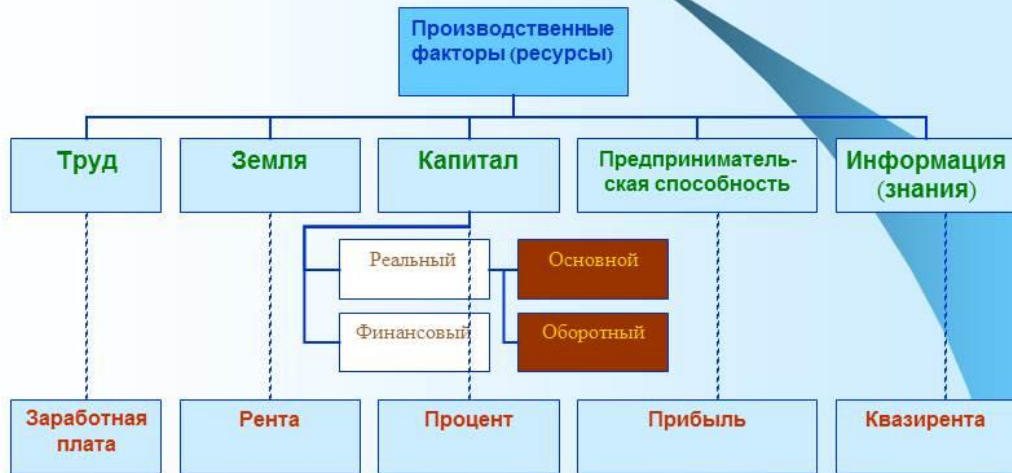 Производственные
факторы (ресурсы)
Труд
Земля
Капитал
Предприниматель-
ская способность
Информация
(знания)
Реальный
Основной
Финансовый
Оборотный
Заработная
плата
Рента
Процент
Прибыль
Квазирента